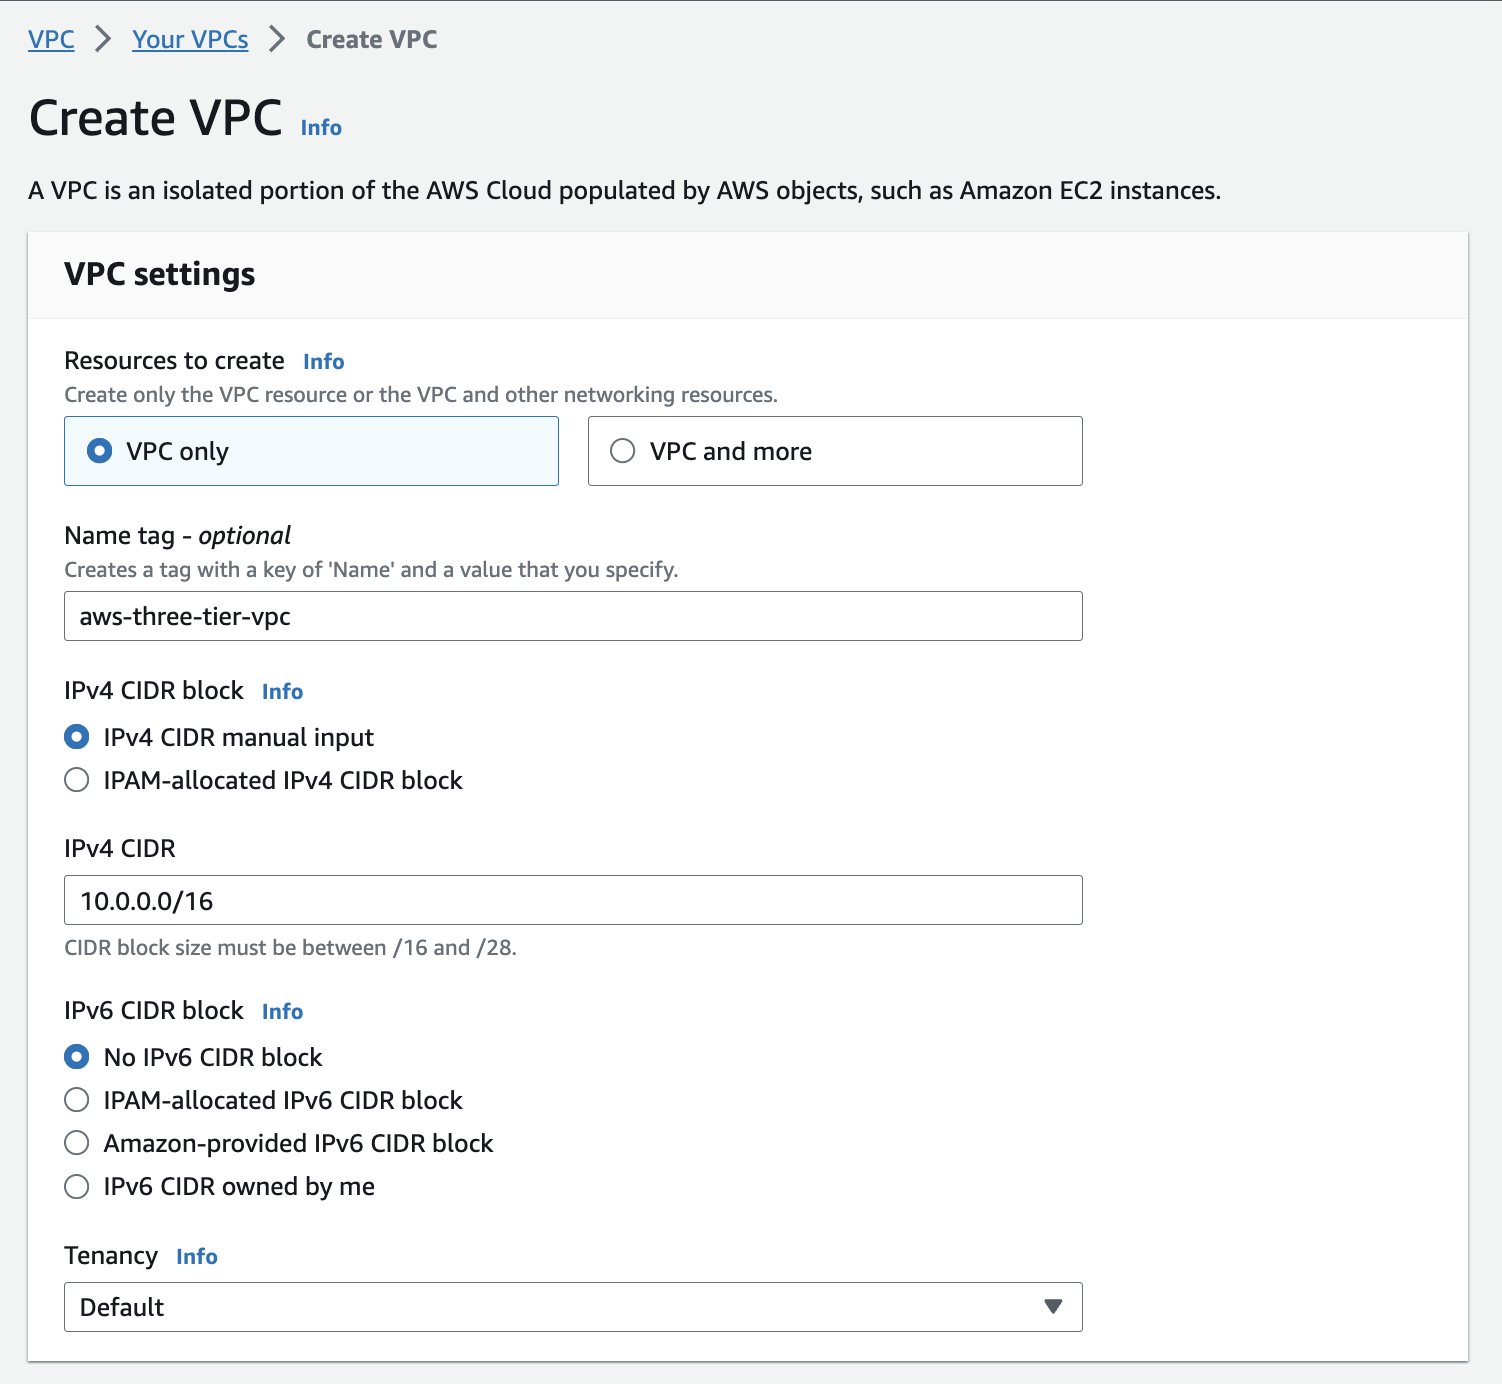 VPC > Your VPCs > Create VPC
Create VPC Info
A VPC is an isolated portion of the AWS Cloud populated by AWS objects, such as Amazon EC2 instances.
VPC settings
Resources to create Info
Create only the VPC resource or the VPC and other networking resources.
VPC only VPC and more
Name tag - optional
Creates a tag with a key of 'Name' and a value that you specify.
aws-three-tier-vpc
IPv4 CIDR block Info
IPv4 CIDR manual input
IPAM-allocated IPv4 CIDR block
IPv4 CIDR
10.0.0.0/16
CIDR block size must be between /16 and /28.
IPv6 CIDR block Info
No IPv6 CIDR block
IPAM-allocated IPv6 CIDR block
Amazon-provided IPv6 CIDR block
IPv6 CIDR owned by me
Tenancy Info
Default